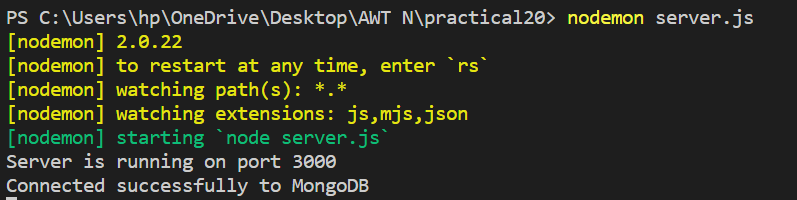 PS C:\Users\hp\OneDrive\Desktop\AWT N\practical20> nodemon server.js
[nodemon] 2.0.22
[nodemon] to restart at any time, enter `rs`
[nodemon] watching path(s): *.*
[nodemon] watching extensions: js,mjs,json
[nodemon] starting `node server.js`
Server is running on port 3000
Connected successfully to MongoDB